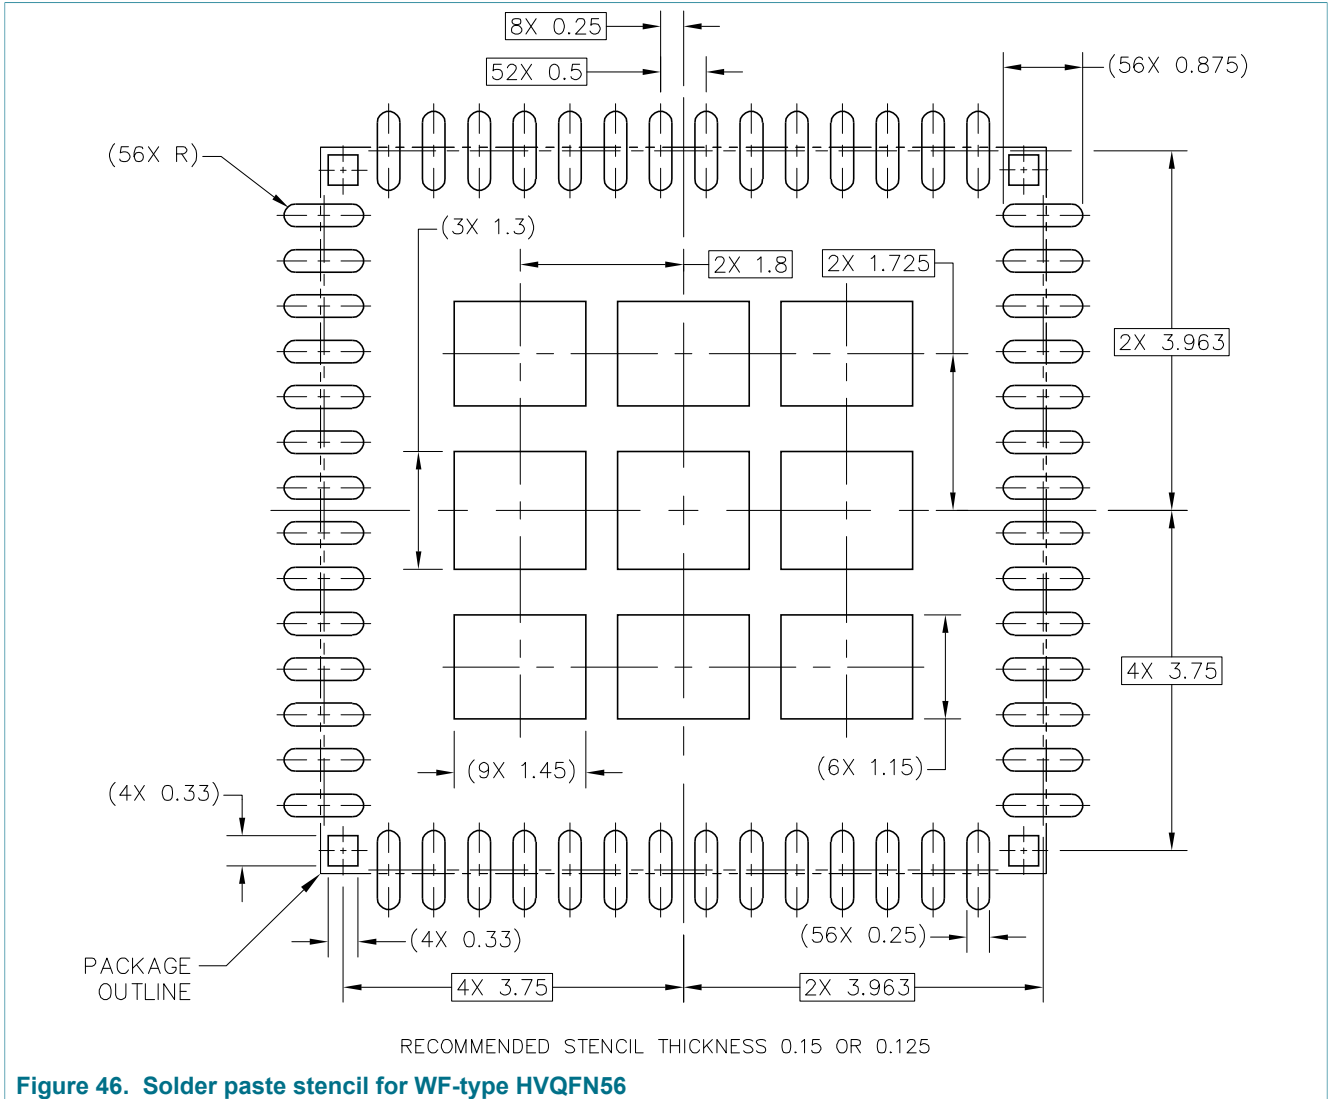 8X 0.25
52X 0.5
(56X 0.875)
(56X R)
(3X 1.3)
2X 1.8
2X 1.725
2X 3.963
4X 3.75
(9X 1.45)
(6X 1.15)
(4X 0.33)
(4X 0.33)
(56X 0.25)
PACKAGE
OUTLINE
4X 3.75
2X 3.963
RECOMMENDED STENCIL THICKNESS 0.15 OR 0.125
Figure 46. Solder paste stencil for WF-type HVQFN56